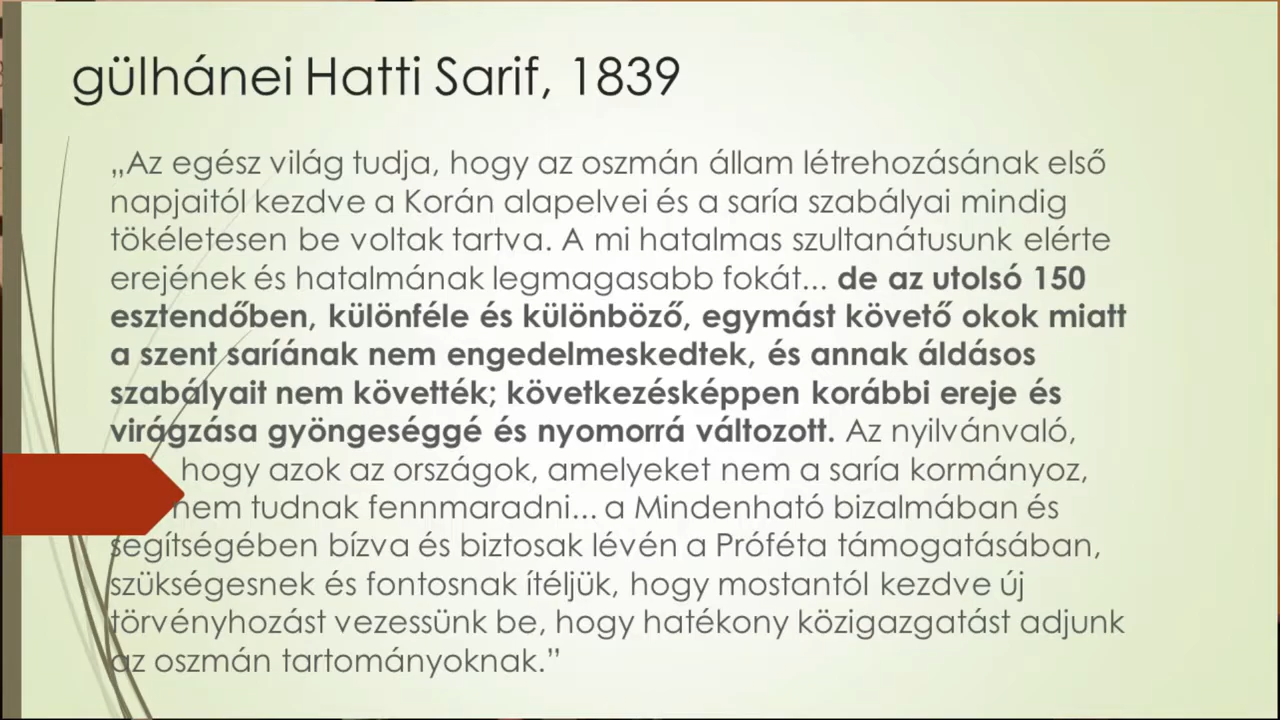 gülhánei Hatti Sarif, 1839
„Az egész világ tudja, hogy az oszmán állam létrehozásának első
napjaitól kezdve a Korán alapelvei és a saría szabályai mindig
tökéletesen be voltak tartva. A mi hatalmas szultanátusunk elérte
erejének és hatalmának legmagasabb fokát... de az utolsó 150
esztendőben, különféle és különböző, egymást követő okok miatt
a szent saríának nem engedelmeskedtek, és annak áldásos
szabályait nem követték; következésképpen korábbi ereje és
virágzása gyöngeséggé és nyomorrá változott. Az nyilvánvaló,
hogy azok az országok, amelyeket nem a saría kormányoz,
nem tudnak fennmaradni... a Mindenható bizalmában és
segítségében bízva és biztosak lévén a Próféta támogatásában,
szükségesnek és fontosnak ítéljük, hogy mostantól kezdve új
törvényhozást vezessünk be, hogy hatékony közigazgatást adjunk
az oszmán tartományoknak.”